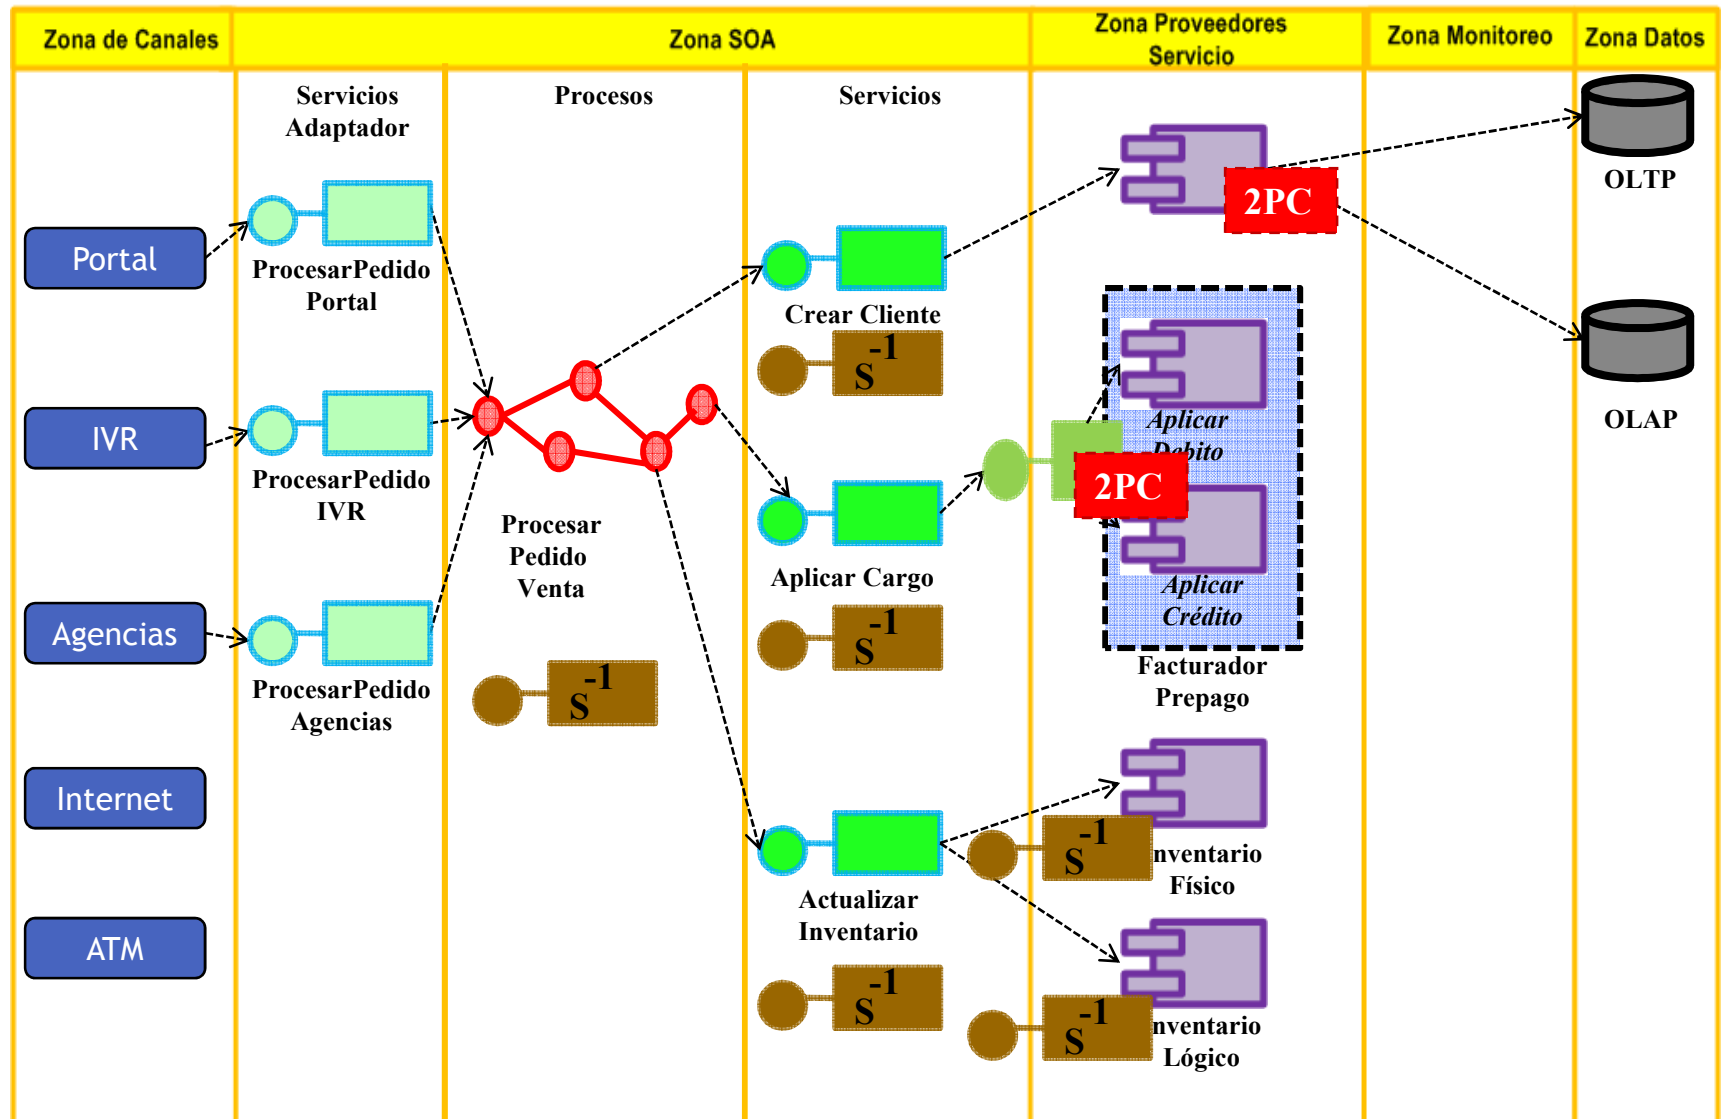 Zona de Canales
Zona SOA
Zona Proveedores
Servicio
Zona Monitoreo
Zona Datos
Servicios
Adaptador
Procesos
Servicios
Portal
ProcesarPedido
Portal
IVR
ProcesarPedido
IVR
Agencias
ProcesarPedido
Agencias
Internet
ATM
Procesar
Pedido
Venta
S-1
Crear Cliente
S-1
Aplicar Cargo
S-1
Actualizar
Inventario
S-1
2PC
Aplicar
Debito
2PC
Aplicar
Crédito
Facturador
Prepago
S-1
nventario
Físico
S-1
nventario
Lógico
OLTP
OLAP